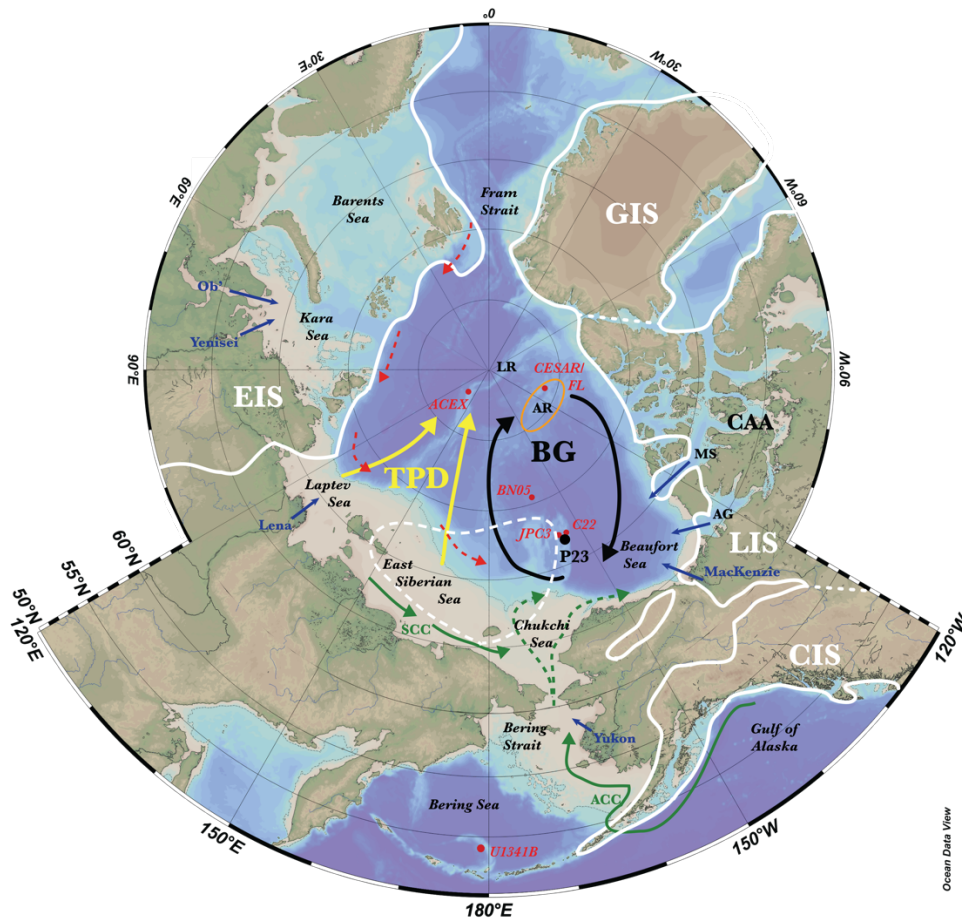 0°
30°E
30°W
60°E
60°W
Barents
Sea
Fram
Strait
GIS
Ob'
Yenisei
Kara
Sea
90°E
90°W
LR
CESAR/
FL
EIS
ACEX
AR
CAA
BG
MS
TPD
Laptev
Sea
BN05
Lena
JPC3
C22
AG
P23
Beaufort
Sea
LIS
60°N
55°N
50°N
120°E
East
Siberian
Sea
MacKenzie
SCC
Chukchi
Sea
120°W
CIS
Bering
Strait
Yukon
Gulf of
Alaska
Bering Sea
ACC
U1341B
150°E
150°W
180°E
Ocean Data View